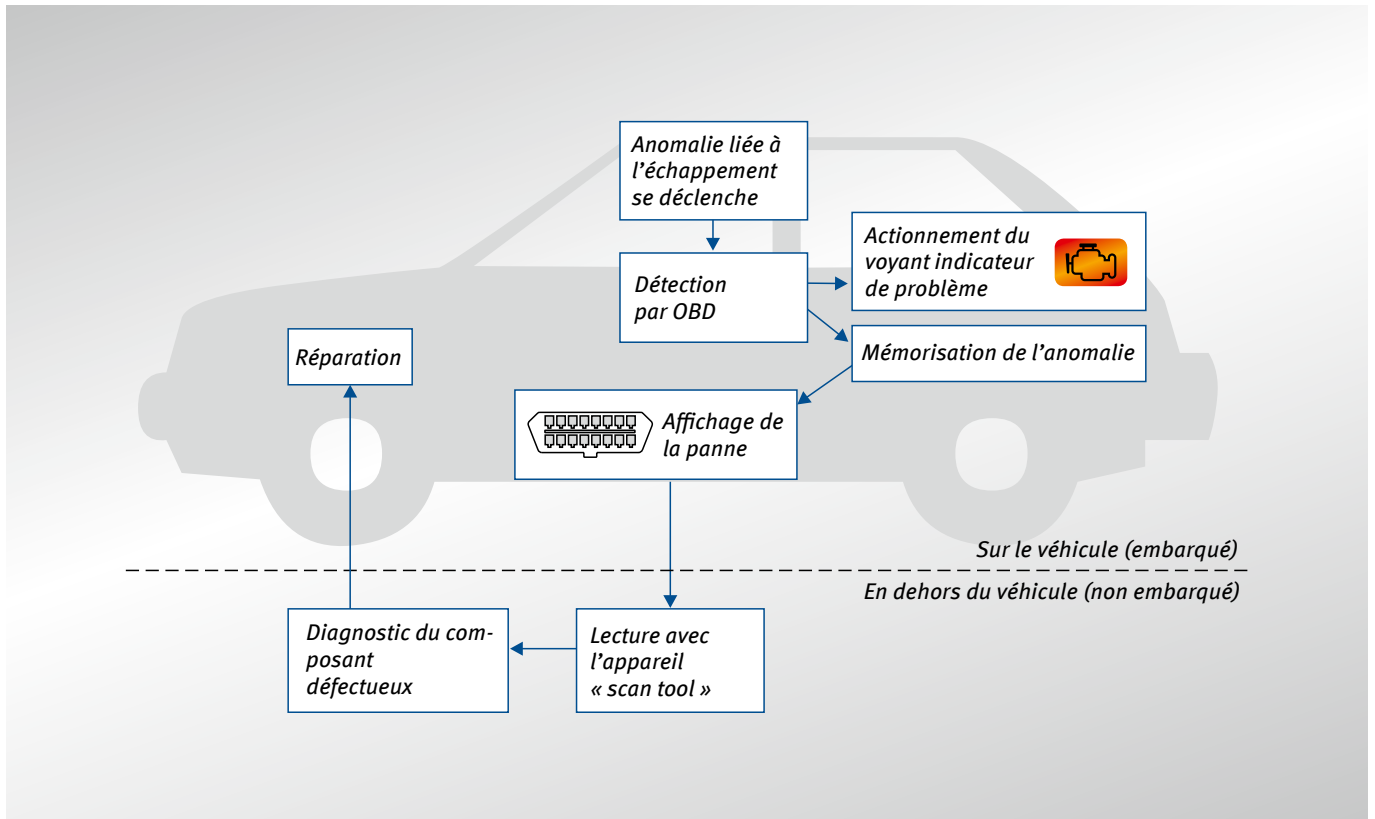 Anomalie liée à
l’échappement
se déclenche
Actionnement du
voyant indicateur
de problème
Détection
par OBD
Réparation
Mémorisation de l’anomalie
Affichage de
la panne
Sur le véhicule (embarqué)
En dehors du véhicule (non embarqué)
Diagnostic du com-
posant
défectueux
Lecture avec
l’appareil
« scan tool »